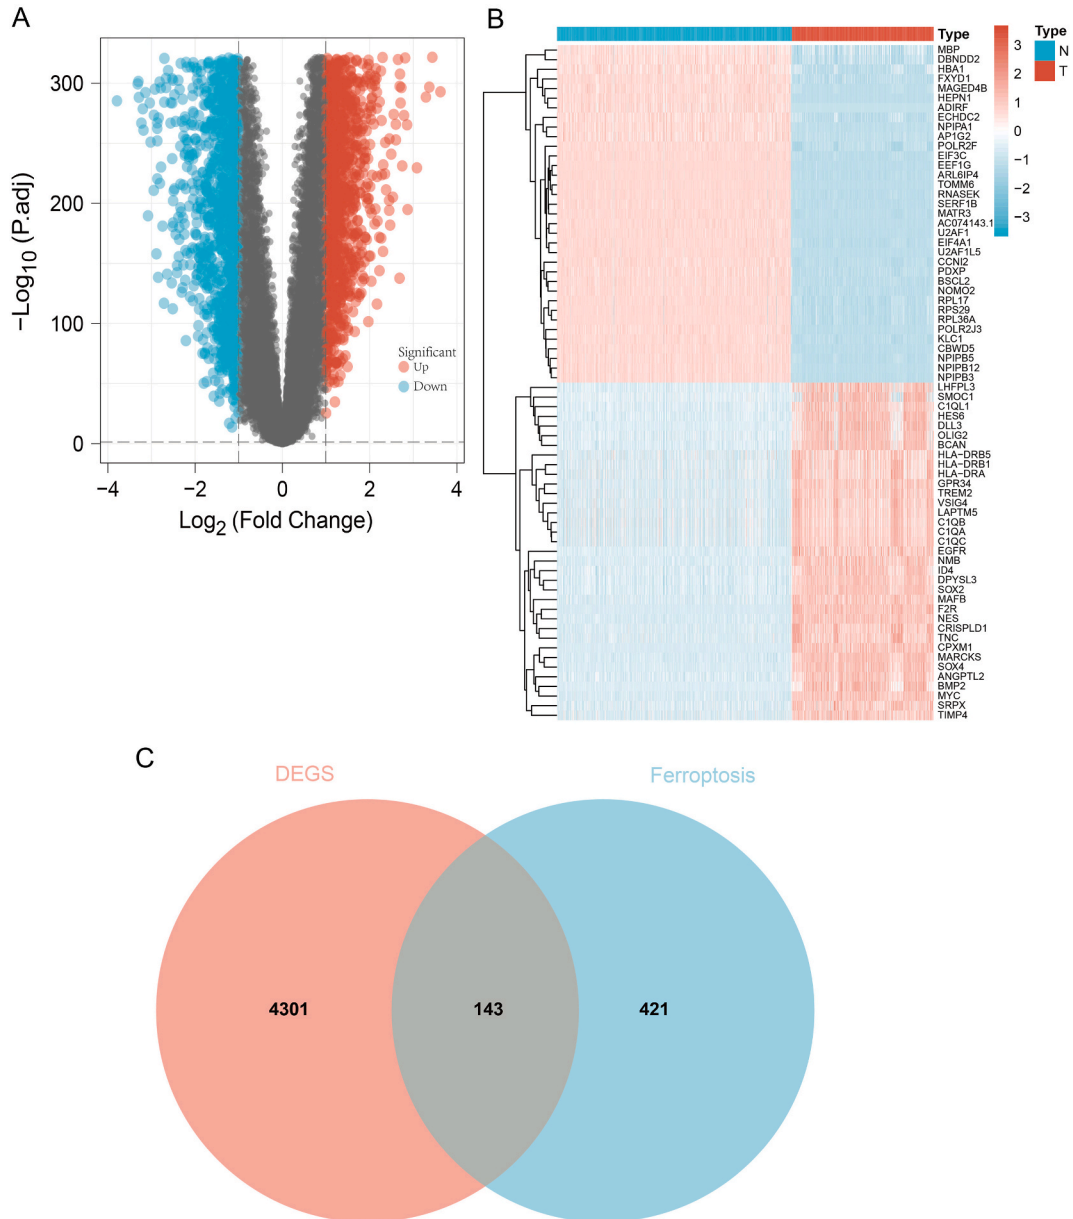 A
300
200
100
0
−Log10 (P.adj)
Significant
Up
Down
−4
−2
0
2
4
Log2 (Fold Change)
B
Type
MBP
DBNDD2
HBA1
FXYD1
MAGED4B
HEPN1
ADIRF
ECHDC2
NPIPA1
AP1G2
POLR2F
EIF3C
EEF1G
ARL6IP4
TOMM6
RNASEK
SERF1B
MATR3
AC074143.1
U2AF1
EIF4A1
U2AF1L5
CCNI2
PDXP
BSCL2
NOMO2
RPL17
RPS29
RPL36A
POLR2J3
KLC1
CBWD5
NPIPB5
NPIPB12
NPIPB3
LHFPL3
SMOC1
C1QL1
HES6
DLL3
OLIG2
BCAN
HLA−DRB5
HLA−DRB1
HLA−DRA
GPR34
TREM2
VSIG4
LAPTM5
C1QB
C1QA
C1QC
EGFR
NMB
ID4
DPYSL3
SOX2
MAFB
F2R
NES
CRISPLD1
TNC
CPXM1
MARCKS
SOX4
ANGPTL2
BMP2
MYC
SRPX
TIMP4
3
2
1
0
−1
−2
−3
Type
N
T
C
DEGS
Ferroptosis
4301
143
421